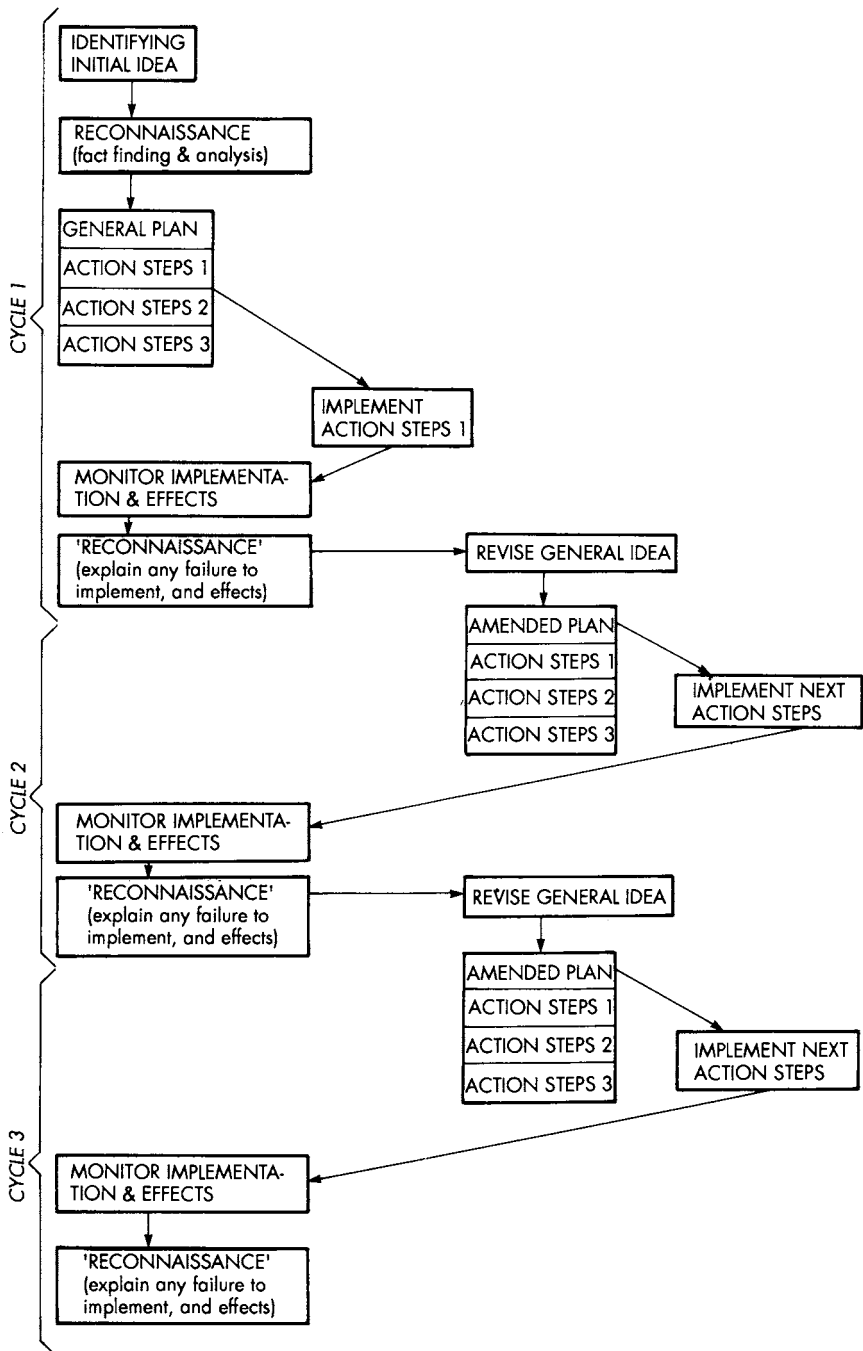 IDENTIFYING
INITIAL IDEA
RECONNAISSANCE
(fact finding & analysis)
GENERAL PLAN
ACTION STEPS 1
ACTION STEPS 2
ACTION STEPS 3
CYCLE 1
IMPLEMENT
ACTION STEPS 1
MONITOR IMPLEMENTA-
TION & EFFECTS
'RECONNAISSANCE'
(explain any failure to
implement, and effects)
REVISE GENERAL IDEA
AMENDED PLAN
ACTION STEPS 1
ACTION STEPS 2
ACTION STEPS 3
IMPLEMENT NEXT
ACTION STEPS
CYCLE 2
MONITOR IMPLEMENTA-
TION & EFFECTS
'RECONNAISSANCE'
(explain any failure to
implement, and effects)
REVISE GENERAL IDEA
AMENDED PLAN
ACTION STEPS 1
ACTION STEPS 2
ACTION STEPS 3
IMPLEMENT NEXT
ACTION STEPS
CYCLE 3
MONITOR IMPLEMENTA-
TION & EFFECTS
'RECONNAISSANCE'
(explain any failure to
implement, and effects)